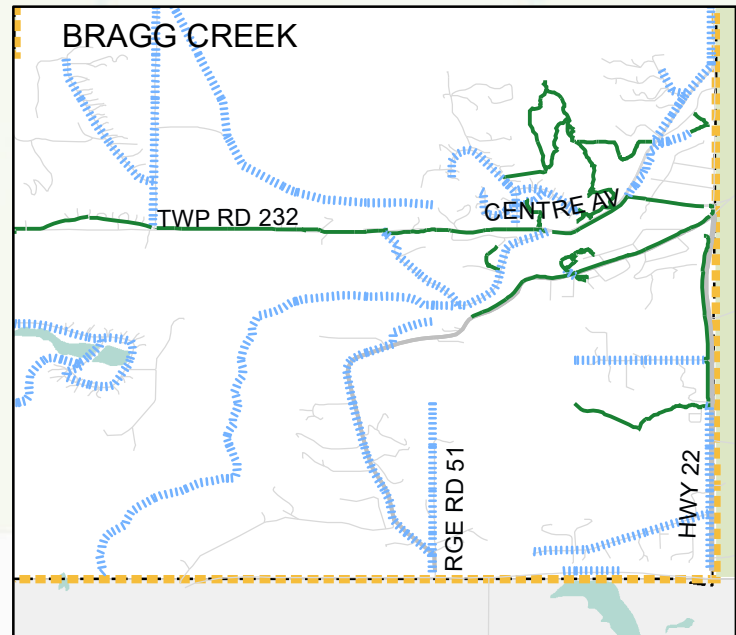 BRAGG CREEK
TWP RD 232
CENTRE AV
RGE RD 51
HWY 22